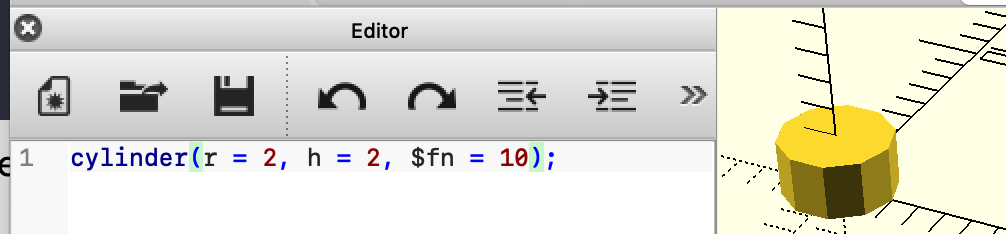 Editor
1 cylinder(r = 2, h = 2, $fn = 10);
e